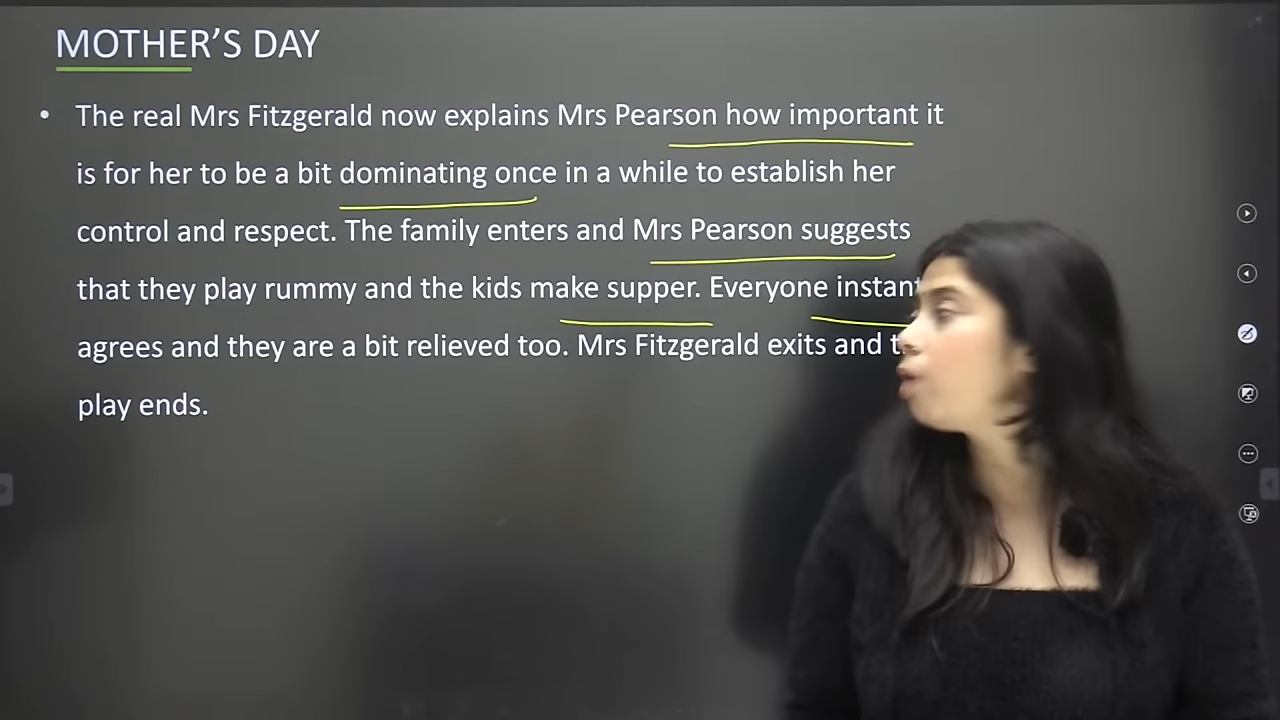 MOTHER'S DAY
• The real Mrs Fitzgerald now explains Mrs Pearson how important it
is for her to be a bit dominating once in a while to establish her
control and respect. The family enters and Mrs Pearson suggests
that they play rummy and the kids make supper. Everyone
agrees and they are a bit relieved too. Mrs Fitzgerald exits and
play ends.